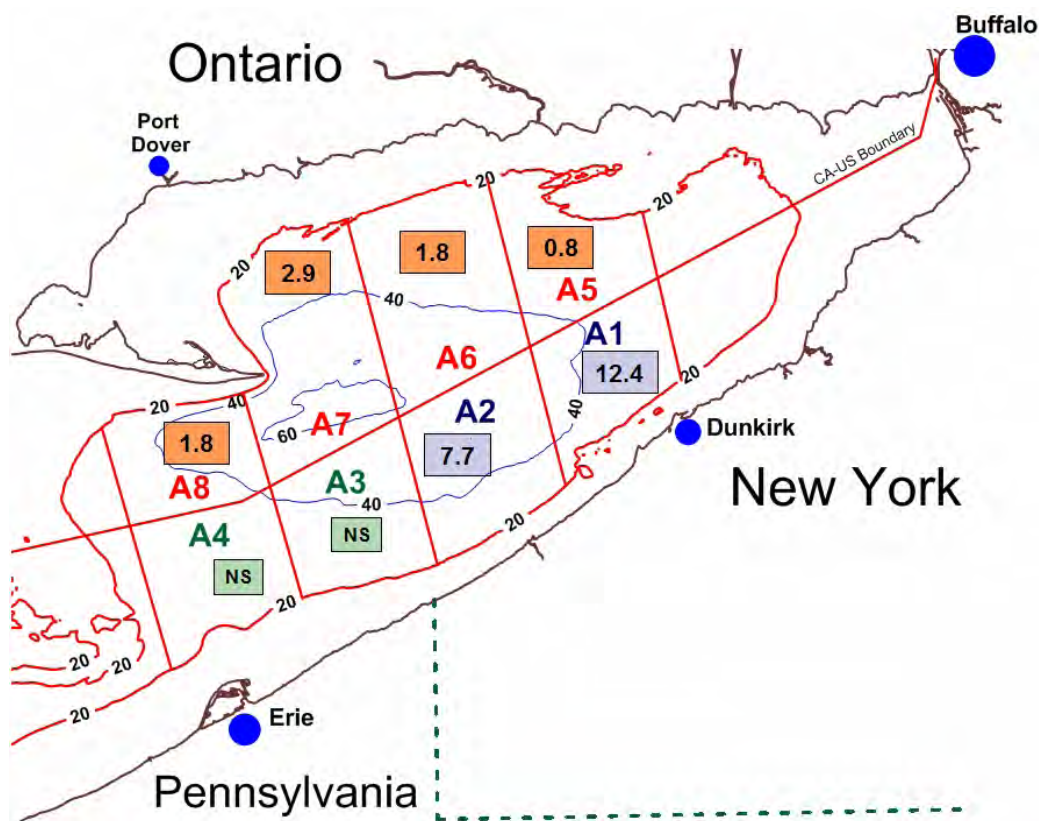 Buffalo
Ontario
Port
Dover
CA-US Boundary
20
20
20
2.9
1.8
0.8
A5
40
A1
12.4
A6
20
20
40
A2
40
60
A7
Dunkirk
1.8
7.7
A8
A3
New York
40
20
A4
NS
NS
20
20
20
20
Erie
Pennsylvania